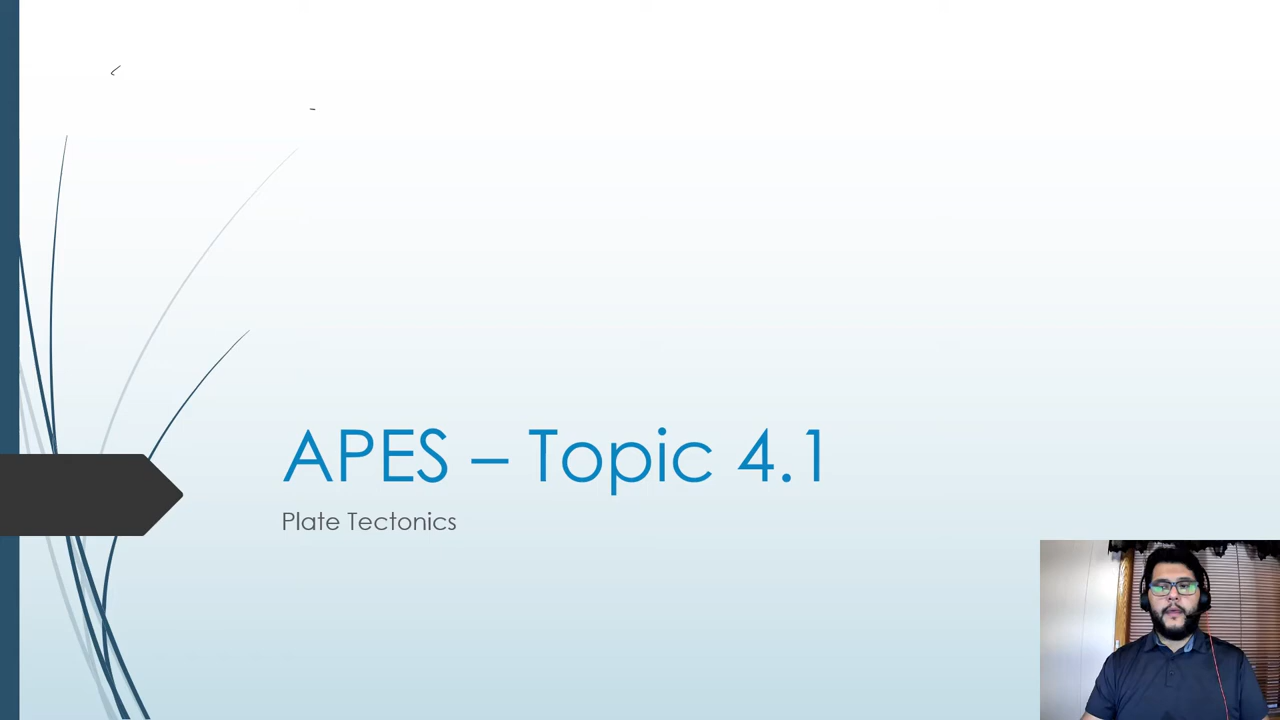 APES – Topic 4.1
Plate Tectonics